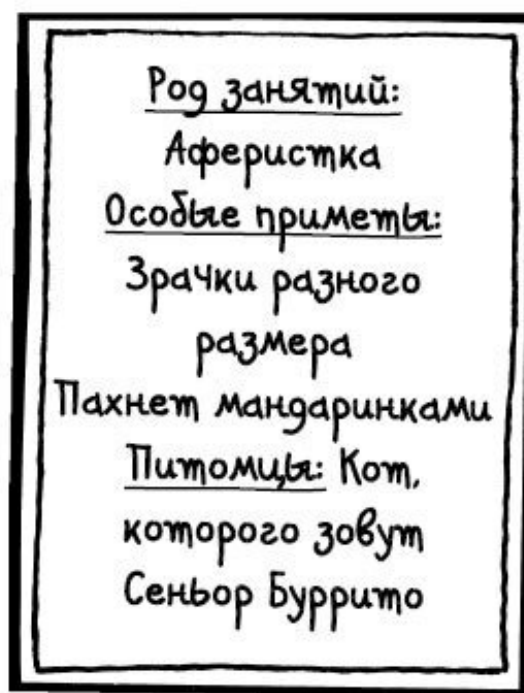 Род занятий:
Аферистка
Особые приметы:
Зрачки разного
размера
Пахнет мандаринками
Питомцы: Кот,
которого зовут
Сеньор Буррито